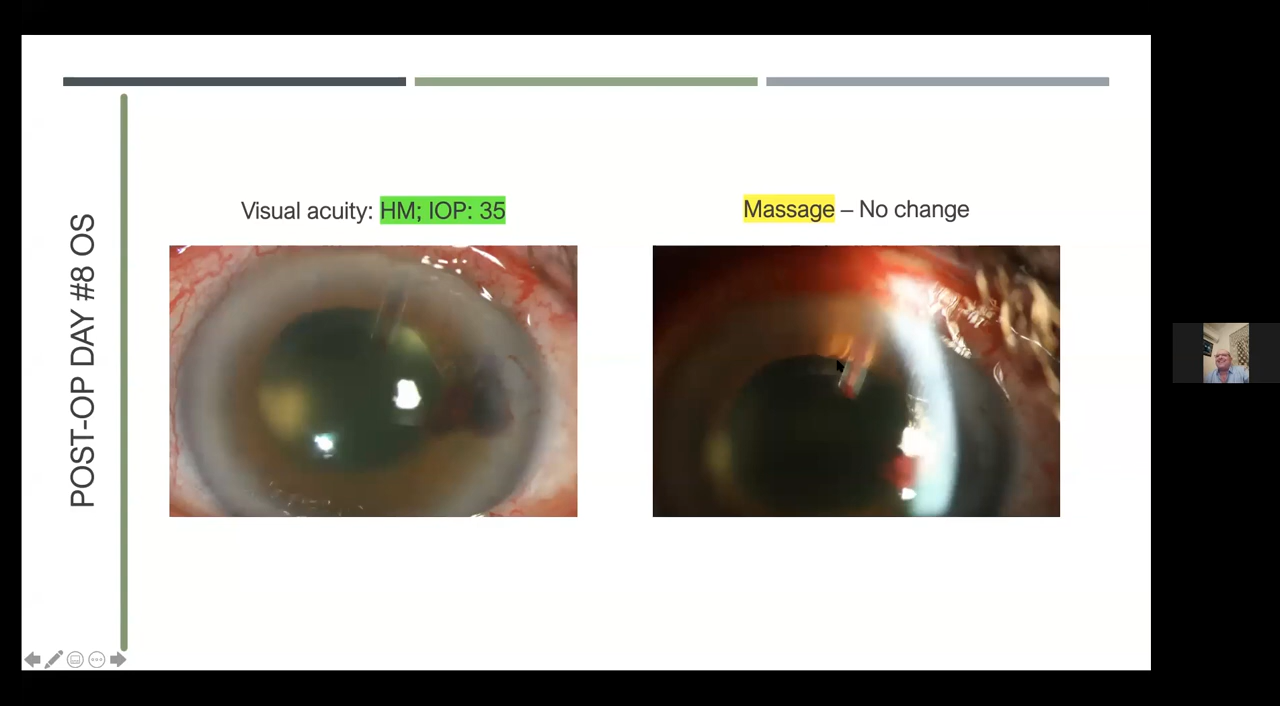 POST-OP DAY #8 OS
Visual acuity: HM; IOP: 35
Massage – No change